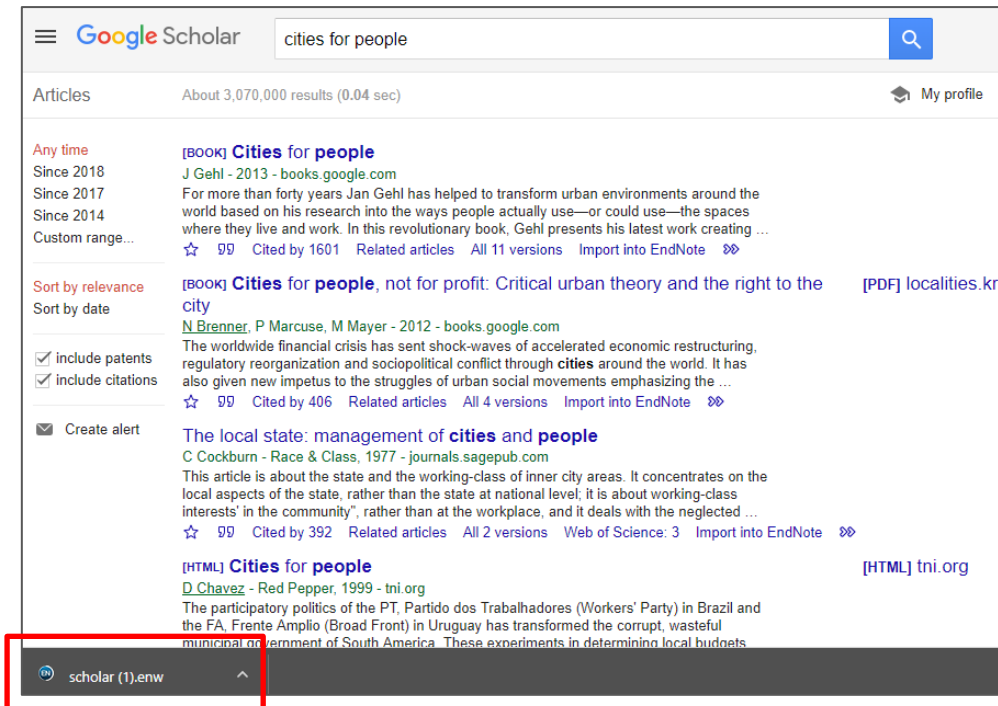 Google Scholar
cities for people
Articles
About 3,070,000 results (0.04 sec)
My profile
Any time
Since 2018
Since 2017
Since 2014
Custom range...
Sort by relevance
Sort by date
include patents
include citations
Create alert
[BOOK] Cities for people
J Gehl - 2013 - books.google.com
For more than forty years Jan Gehl has helped to transform urban environments around the
world based on his research into the ways people actually use—or could use—the spaces
where they live and work. In this revolutionary book, Gehl presents his latest work creating ...
Cited by 1601 Related articles All 11 versions Import into EndNote
[BOOK] Cities for people, not for profit: Critical urban theory and the right to the
city
[PDF] localities.kr
N Brenner, P Marcuse, M Mayer - 2012 - books.google.com
The worldwide financial crisis has sent shock-waves of accelerated economic restructuring,
regulatory reorganization and sociopolitical conflict through cities around the world. It has
also given new impetus to the struggles of urban social movements emphasizing the ...
Cited by 406 Related articles All 4 versions Import into EndNote
The local state: management of cities and people
C Cockburn - Race & Class, 1977 - journals.sagepub.com
This article is about the state and the working-class of inner city areas. It concentrates on the
local aspects of the state, rather than the state at national level; it is about working-class
interests' in the community", rather than at the workplace, and it deals with the neglected ...
Cited by 392 Related articles All 2 versions Web of Science: 3 Import into EndNote
[HTML] Cities for people
[HTML] tni.org
D Chavez - Red Pepper, 1999 - tni.org
The participatory politics of the PT, Partido dos Trabalhadores (Workers' Party) in Brazil and
the FA, Frente Amplio (Broad Front) in Uruguay has transformed the corrupt, wasteful
municipal government of South America. These experiments in determining local budgets
EN
scholar (1).enw